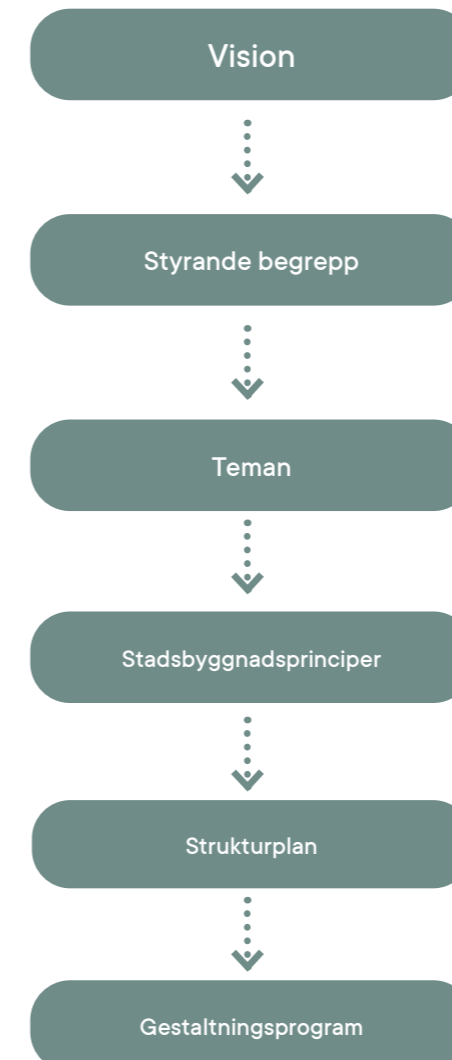 Vision
Styrande begrepp
Teman
Stadsbyggnadsprinciper
Strukturplan
Gestaltningsprogram